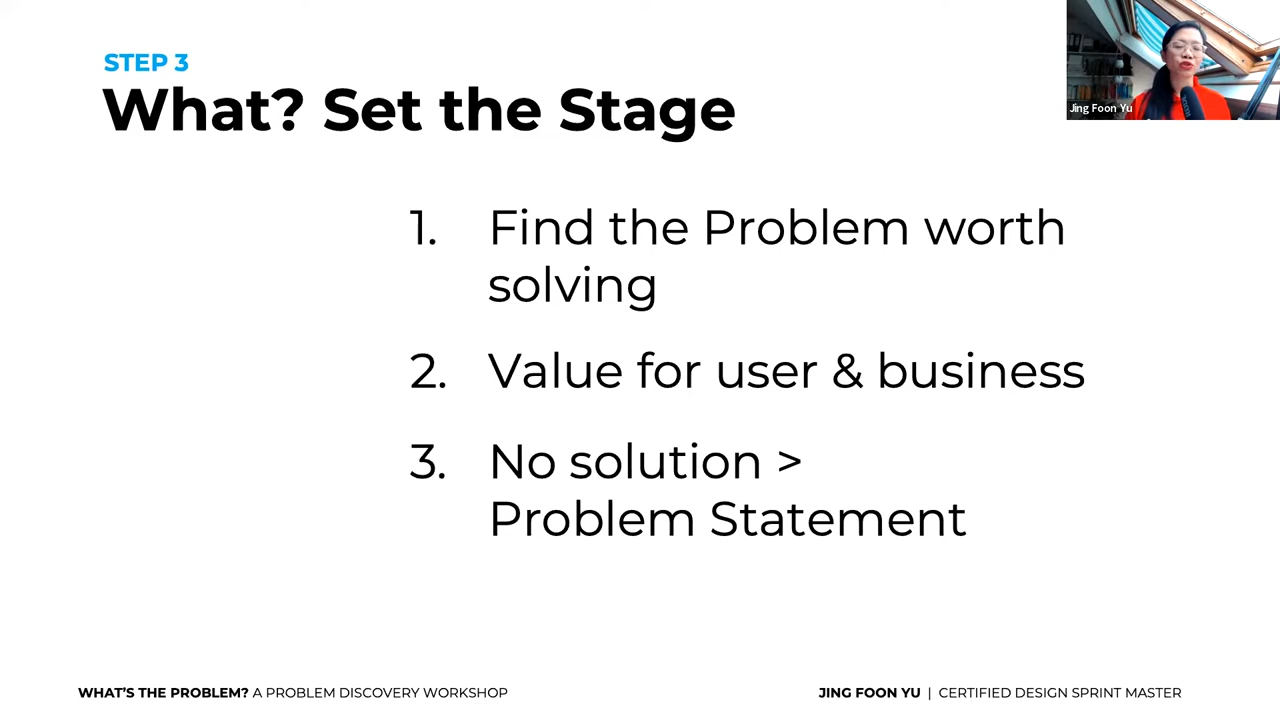 STEP 3
What? Set the Stage
Jing Foon Yu
1. Find the Problem worth
solving
2. Value for user & business
3. No solution >
Problem Statement
WHAT'S THE PROBLEM? A PROBLEM DISCOVERY WORKSHOP
JING FOON YU | CERTIFIED DESIGN SPRINT MASTER